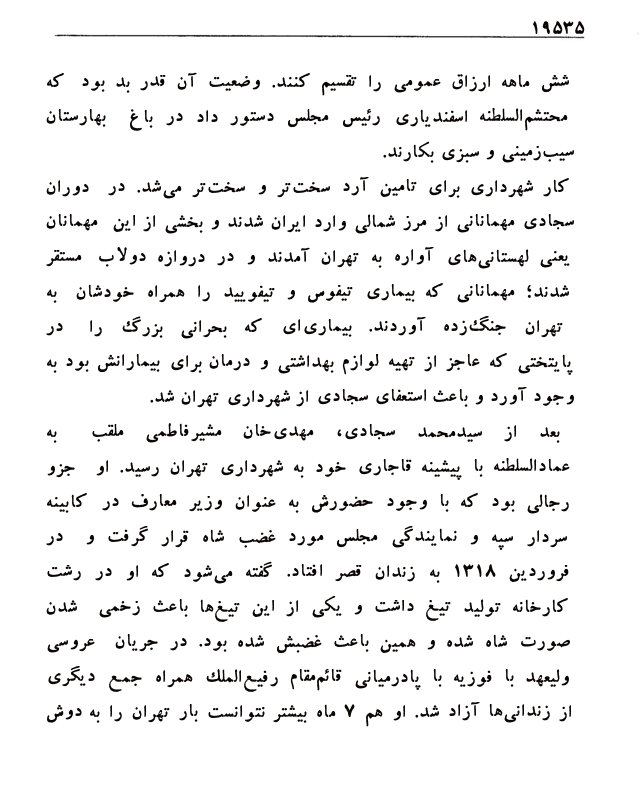 ۱۹۵۳۵
شش ماهه ارزاق عمومی را تقسیم کنند. وضعیت آن قدر بد بود که
محتشم‌السلطنه اسفندیاری رئیس مجلس دستور داد در باغ بهارستان
سیب‌زمینی و سبزی بکارند.
کار شهرداری برای تامین آرد سخت‌تر و سخت‌تر می‌شد. در دوران
سجادی مهمانانی از مرز شمالی وارد ایران شدند و بخشی از این مهمانان
یعنی لهستانی‌های آواره به تهران آمدند و در دروازه دولاب مستقر
شدند؛ مهمانانی که بیماری تیفوس و تیفویید را همراه خودشان به
تهران جنگ‌زده آوردند. بیماری‌ای که بحرانی بزرگ را در
پایتختی که عاجز از تهیه لوازم بهداشتی و درمان برای بیمارانش بود به
وجود آورد و باعث استعفای سجادی از شهرداری تهران شد.
بعد از سیدمحمد سجادی، مهدی‌خان مشیرفاطمی ملقب به
عمادالسلطنه با پیشینه قاجاری خود به شهرداری تهران رسید. او جزو
رجالی بود که با وجود حضورش به عنوان وزیر معارف در کابینه
سردار سپه و نمایندگی مجلس مورد غضب شاه قرار گرفت و در
فروردین ۱۳۱۸ به زندان قصر افتاد. گفته می‌شود که او در رشت
کارخانه تولید تیغ داشت و یکی از این تیغ‌ها باعث زخمی شدن
صورت شاه شده و همین باعث غضبش شده بود. در جریان عروسی
ولیعهد با فوزیه با پادرمیانی قائم‌مقام رفیع‌الملک همراه جمع دیگری
از زندانی‌ها آزاد شد. او هم ۷ ماه بیشتر نتوانست بار تهران را به دوش